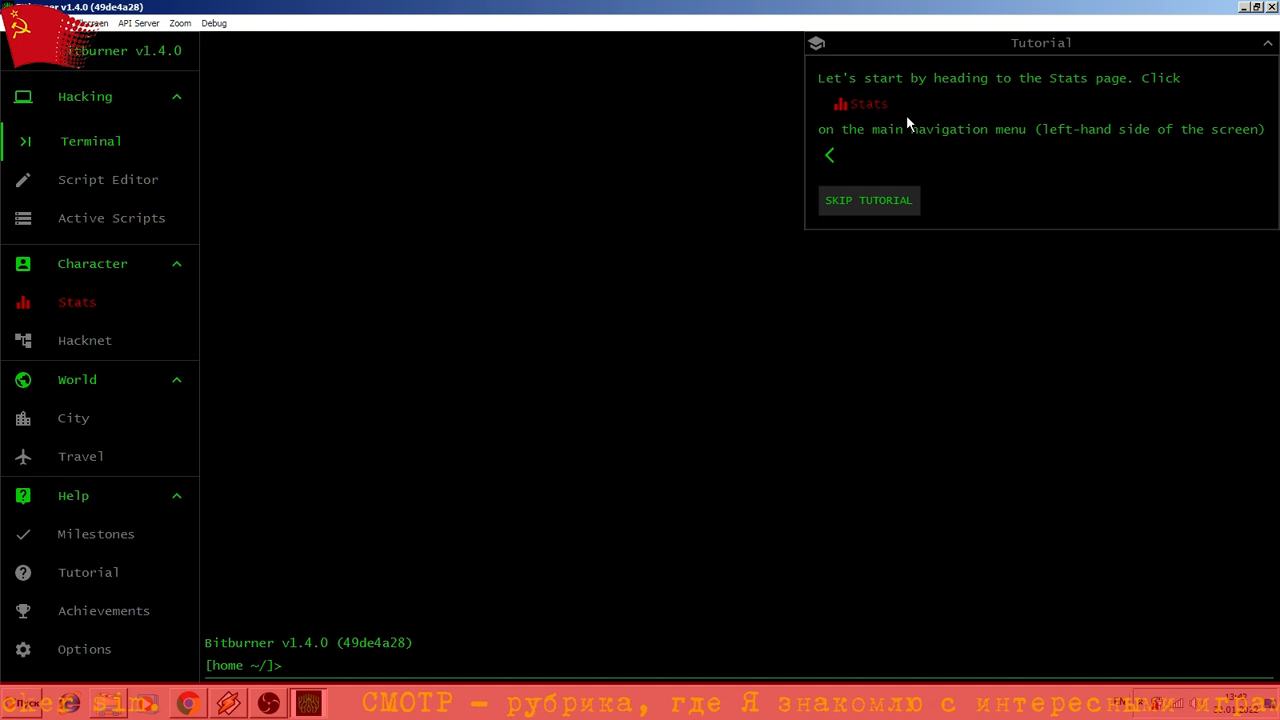 Bitburner v1.4.0 (49de4a28)
API Server Zoom Debug
Bitburner v1.4.0
Hacking
Terminal
Script Editor
Active Scripts
Character
Stats
Hacknet
World
City
Travel
Help
Milestones
Tutorial
Achievements
Options
Tutorial
Let's start by heading to the Stats page. Click
Stats
on the main navigation menu (left-hand side of the screen)
SKIP TUTORIAL
Bitburner v1.4.0 (49de4a28)
[home ~/]>
Пуск
СМОТР — рубрика, где Я знакомлю с интересными